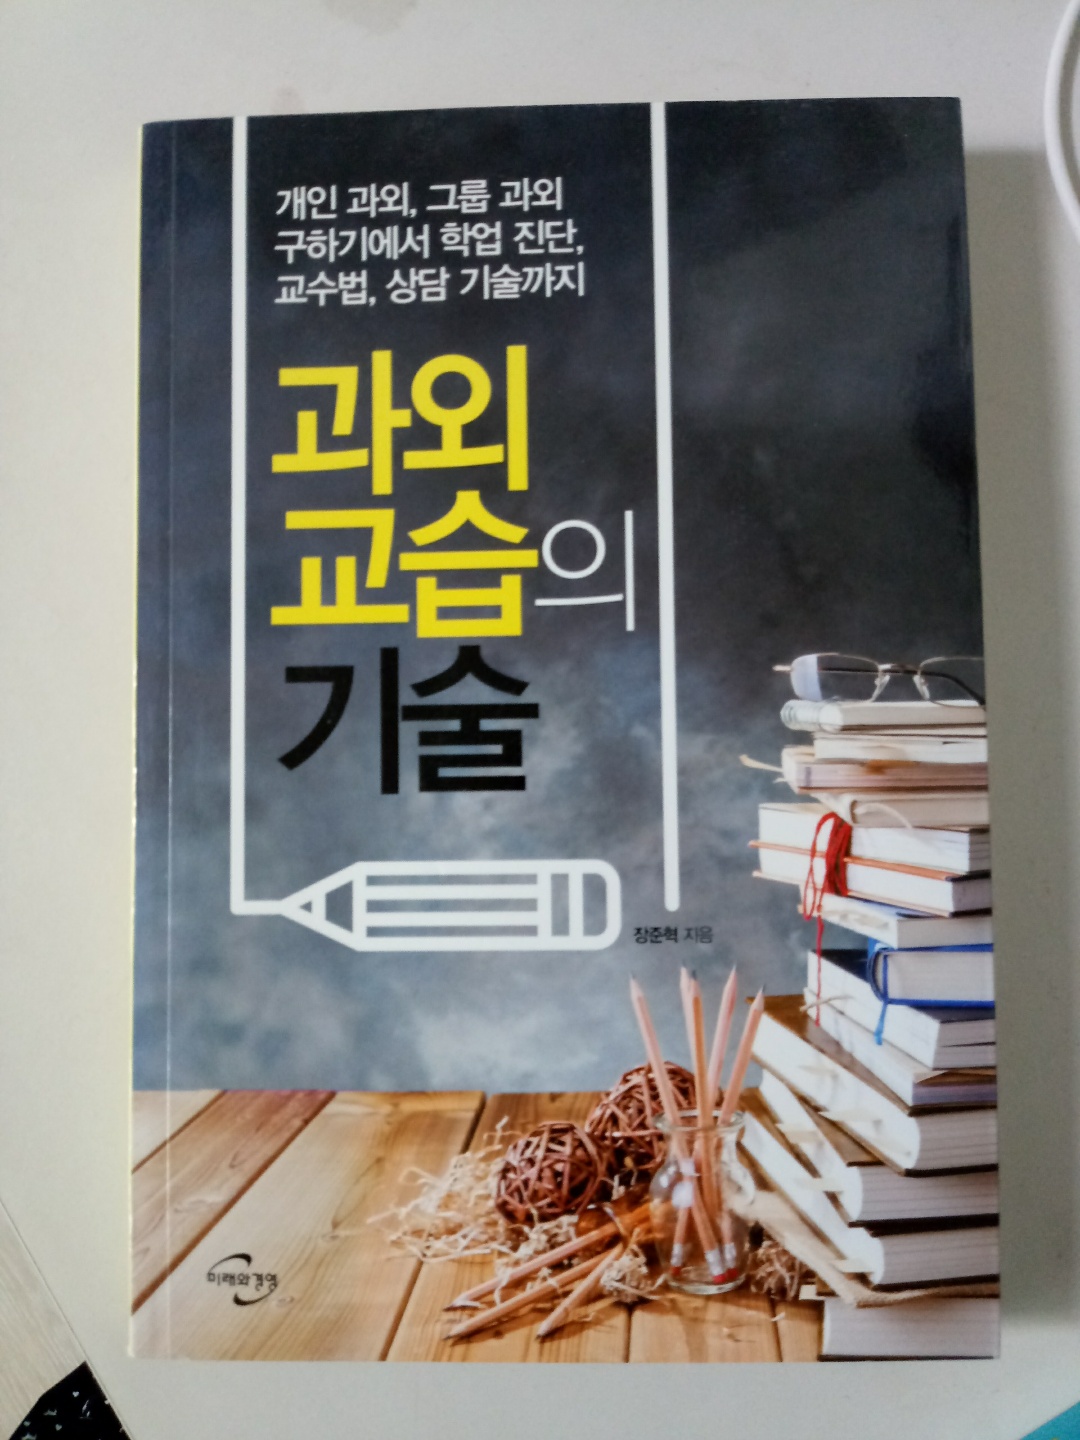 개인 과외, 그룹 과외
구하기에서 학업 진단,
교수법, 상담 기술까지
과외
교습의
기술
장준혁 지음
미래와경영